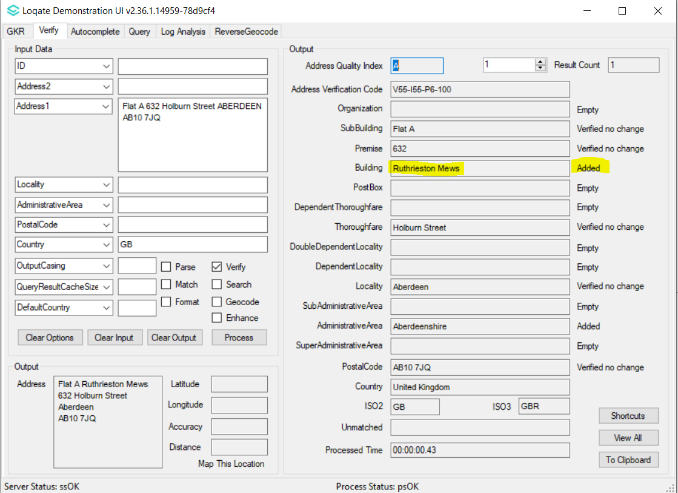 Loqate Demonstration UI v2.36.1.14959-78d9cf4
GKR Verify Autocomplete Query Log Analysis ReverseGeocode
Input Data
ID
Address2
Address1 Flat A 632 Holburn Street ABERDEEN
AB10 7JQ
Locality
AdministrativeArea
PostalCode
Country GB
OutputCasing Parse Verify
QueryResultCacheSize Match Search
DefaultCountry Format Geocode
Enhance
Clear Options Clear Input Clear Output Process
Output
Address Flat A Ruthrieston Mews
632 Holburn Street
Aberdeen
AB10 7JQ
Latitude
Longitude
Accuracy
Distance
Map This Location
Output
Address Quality Index A 1 Result Count 1
Address Verification Code V55-I55-P6-100
Organization Empty
SubBuilding Flat A Verified no change
Premise 632 Verified no change
Building Ruthrieston Mews Added
PostBox Empty
DependentThoroughfare Empty
Thoroughfare Holburn Street Verified no change
DoubleDependentLocality Empty
DependentLocality Empty
Locality Aberdeen Verified no change
SubAdministrativeArea Empty
AdministrativeArea Aberdeenshire Added
SuperAdministrativeArea Empty
PostalCode AB10 7JQ Verified no change
Country United Kingdom
ISO2 GB ISO3 GBR
Unmatched
Processed Time 00:00:00.43
Shortcuts
View All
To Clipboard
Server Status: ssOK Process Status: psOK